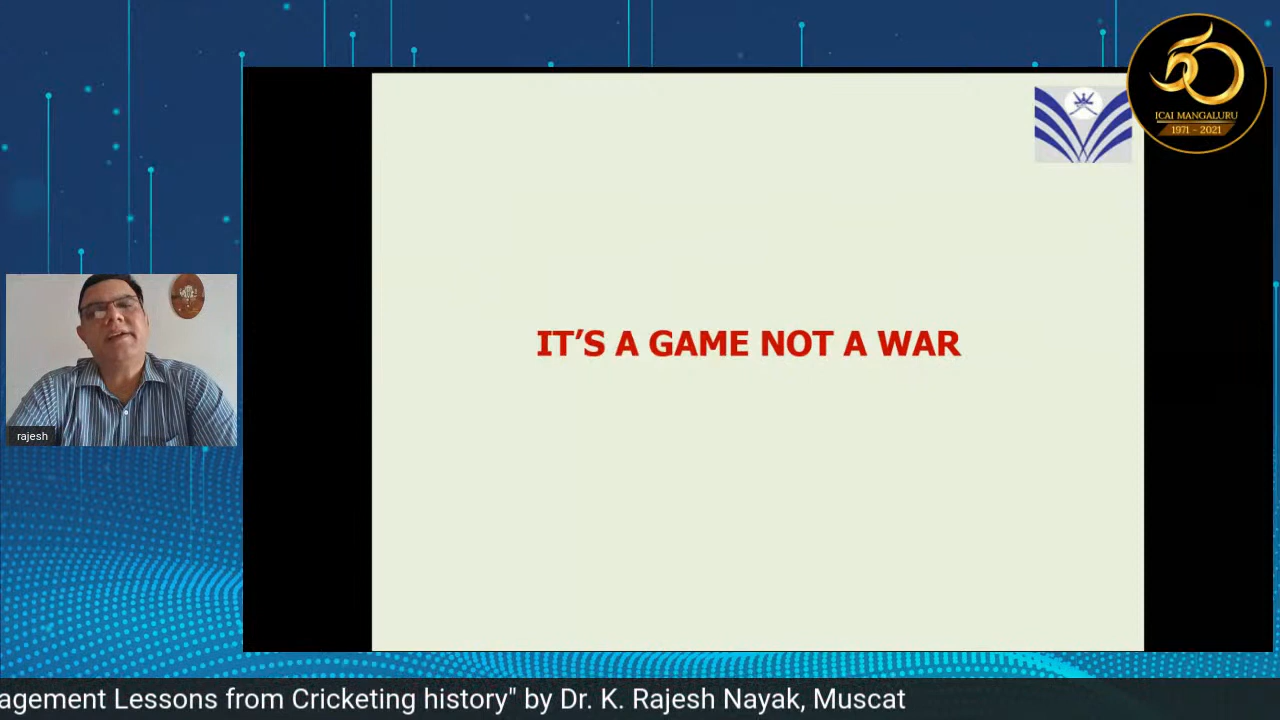 50
ICAI MANGALURU
1971 - 2021
IT'S A GAME NOT A WAR
rajesh
agement Lessons from Cricketing history" by Dr. K. Rajesh Nayak, Muscat